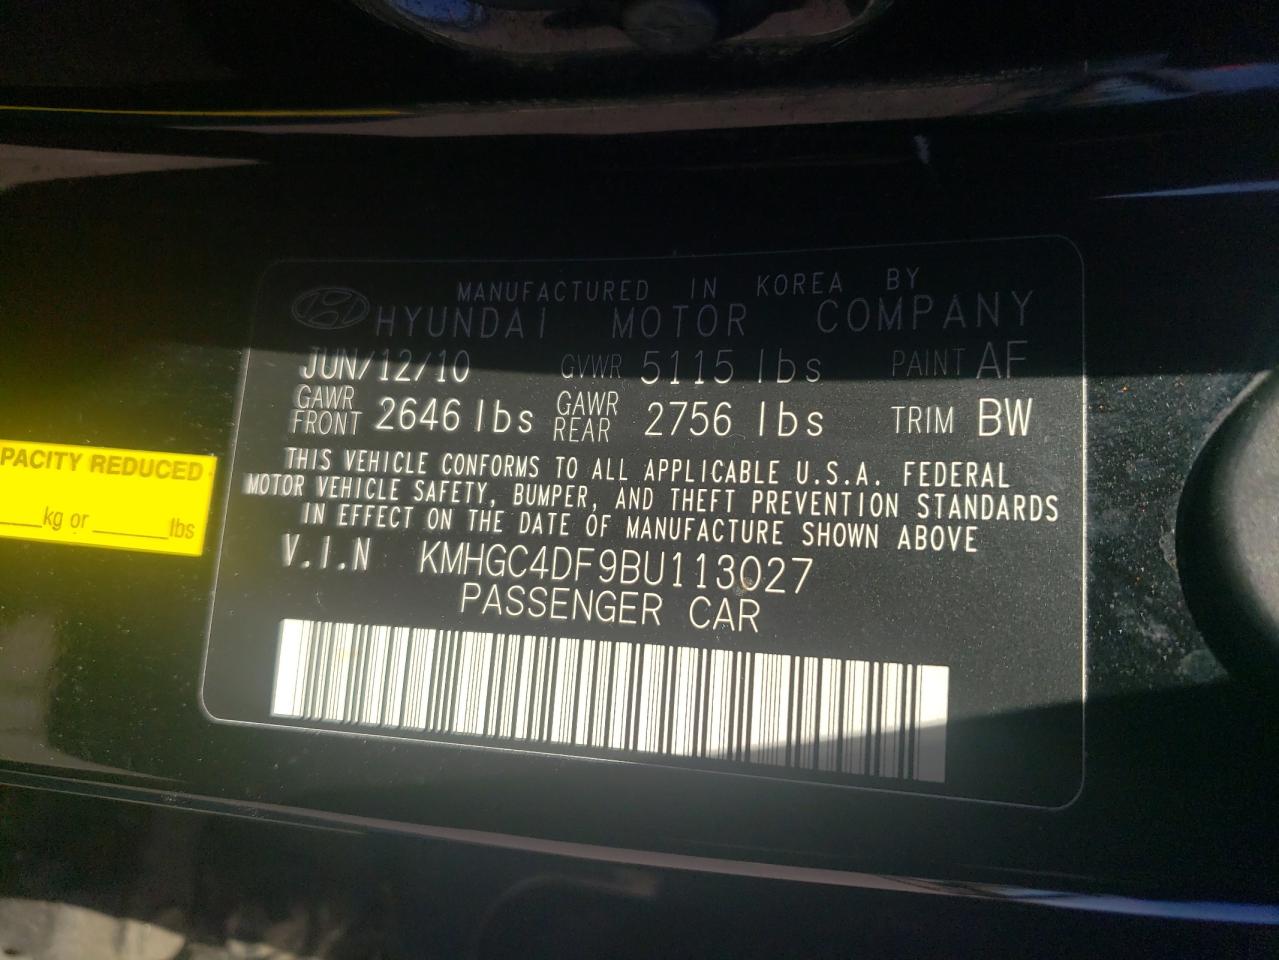 MANUFACTURED IN KOREA BY
HYUNDAI MOTOR COMPANY
JUN/12/10 GVWR 5115 lbs PAINT AF
GAWR FRONT 2646 lbs GAWR REAR 2756 lbs TRIM BW
THIS VEHICLE CONFORMS TO ALL APPLICABLE U.S.A. FEDERAL
MOTOR VEHICLE SAFETY, BUMPER, AND THEFT PREVENTION STANDARDS
IN EFFECT ON THE DATE OF MANUFACTURE SHOWN ABOVE
V.I.N KMHGC4DF9BU113027
PASSENGER CAR
PACITY REDUCED
____kg or ________lbs